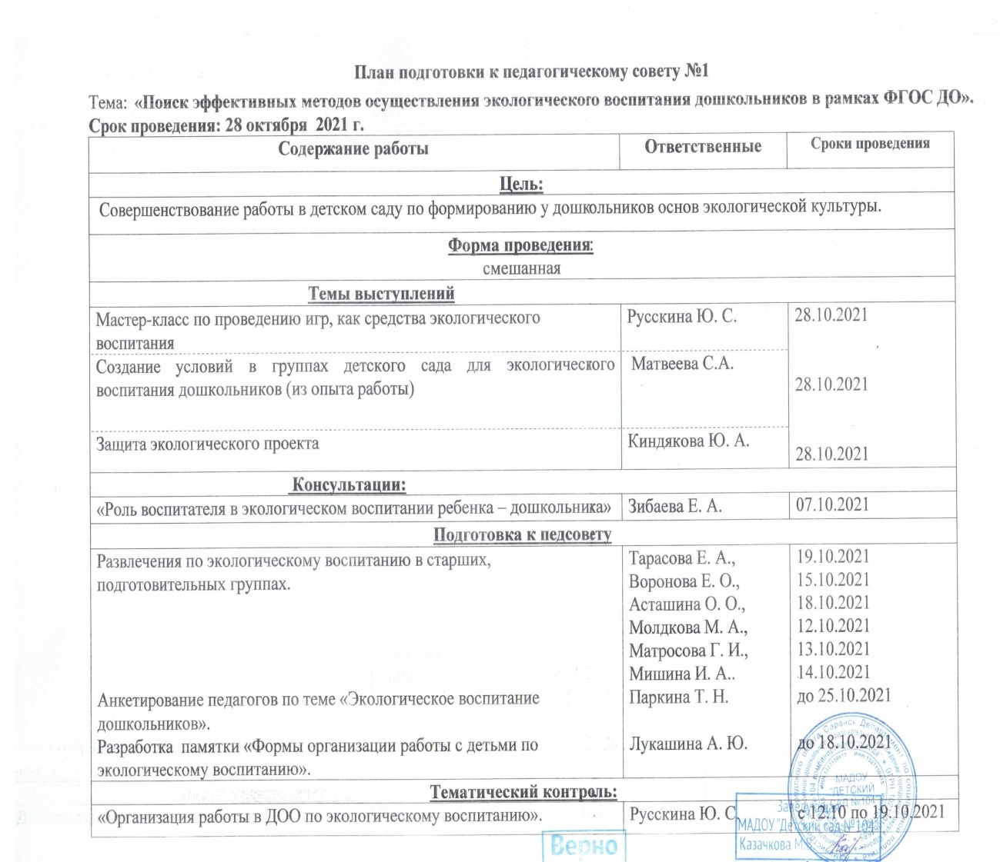 План подготовки к педагогическому совету №1
Тема: «Поиск эффективных методов осуществления экологического воспитания дошкольников в рамках ФГОС ДО».
Срок проведения: 28 октября 2021 г.
Содержание работы Ответственные Сроки проведения
Цель:
Совершенствование работы в детском саду по формированию у дошкольников основ экологической культуры.
Форма проведения:
смешанная
Темы выступлений
Мастер-класс по проведению игр, как средства экологического Русскина Ю. С. 28.10.2021
воспитания
Создание условий в группах детского сада для экологического Матвеева С.А.
воспитания дошкольников (из опыта работы) 28.10.2021
Защита экологического проекта Киндякова Ю. А.
28.10.2021
Консультации:
«Роль воспитателя в экологическом воспитании ребенка – дошкольника» Зибаева Е. А. 07.10.2021
Подготовка к педсовету
Развлечения по экологическому воспитанию в старших, Тарасова Е. А., 19.10.2021
подготовительных группах. Воронова Е. О., 15.10.2021
Асташина О. О., 18.10.2021
Молдкова М. А., 12.10.2021
Матросова Г. И., 13.10.2021
Мишина И. А.. 14.10.2021
Анкетирование педагогов по теме «Экологическое воспитание Паркина Т. Н. до 25.10.2021
дошкольников».
Разработка памятки «Формы организации работы с детьми по Лукашина А. Ю. до 18.10.2021
экологическому воспитанию».
Тематический контроль:
«Организация работы в ДОО по экологическому воспитанию». Русскина Ю. С. с 12.10 по 19.10.2021
МАДОУ
"ДЕТСКИЙ
САД №104
МАДОУ "Детский сад №104"
Казачкова М.
Верно